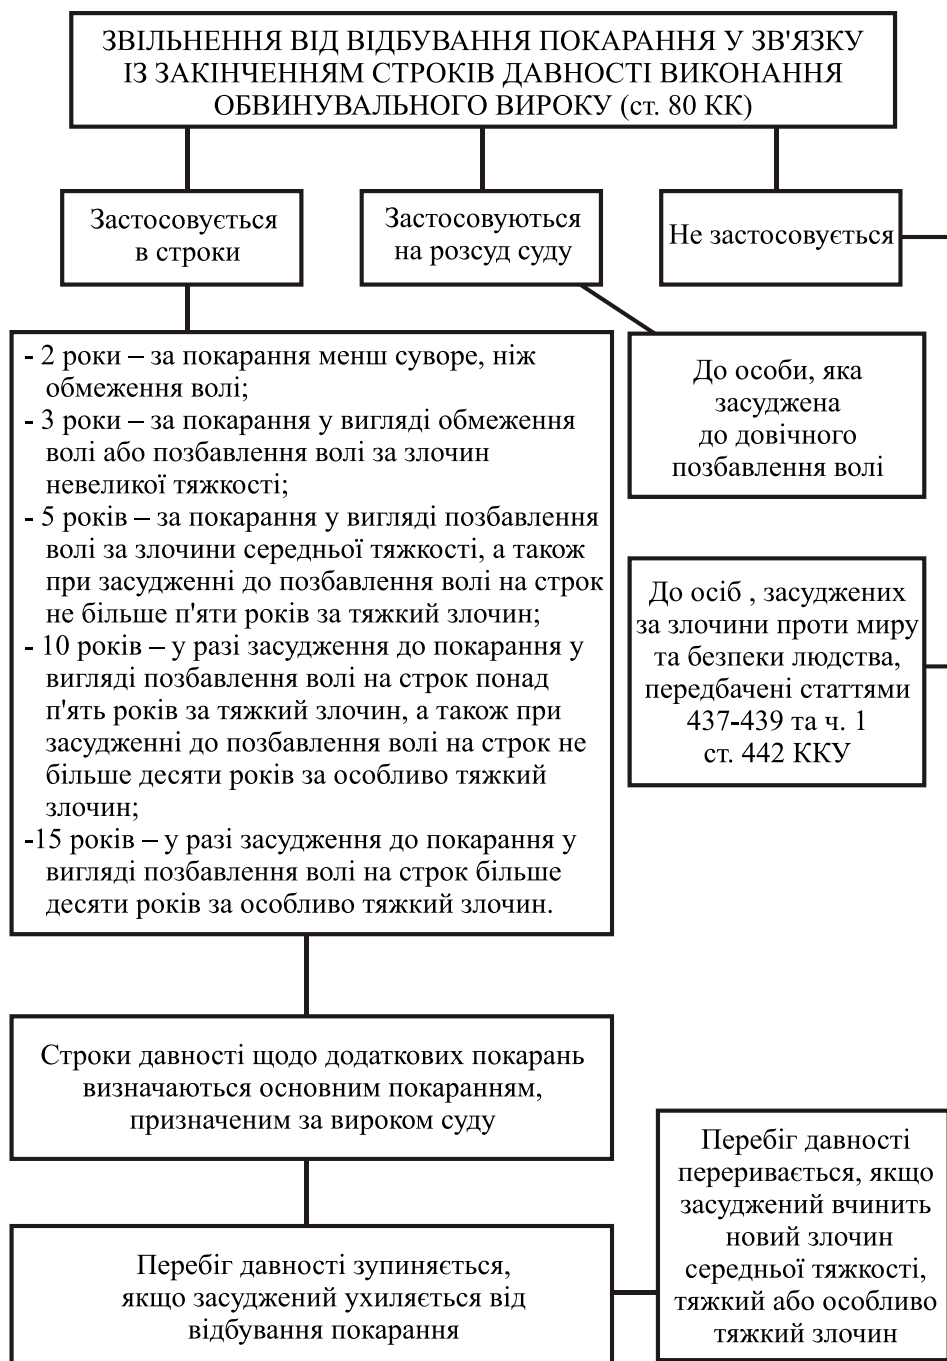 ЗВІЛЬНЕННЯ ВІД ВІДБУВАННЯ ПОКАРАННЯ У ЗВ'ЯЗКУ
ІЗ ЗАКІНЧЕННЯМ СТРОКІВ ДАВНОСТІ ВИКОНАННЯ
ОБВИНУВАЛЬНОГО ВИРОКУ (ст. 80 КК)
Застосовується
в строки
Застосовуються
на розсуд суду
Не застосовується
- 2 роки – за покарання менш суворе, ніж
обмеження волі;
- 3 роки – за покарання у вигляді обмеження
волі або позбавлення волі за злочин
невеликої тяжкості;
- 5 років – за покарання у вигляді позбавлення
волі за злочини середньої тяжкості, а також
при засудженні до позбавлення волі на строк
не більше п'яти років за тяжкий злочин;
- 10 років – у разі засудження до покарання у
вигляді позбавлення волі на строк понад
п'ять років за тяжкий злочин, а також при
засудженні до позбавлення волі на строк не
більше десяти років за особливо тяжкий
злочин;
-15 років – у разі засудження до покарання у
вигляді позбавлення волі на строк більше
десяти років за особливо тяжкий злочин.
До особи, яка
засуджена
до довічного
позбавлення волі
До осіб , засуджених
за злочини проти миру
та безпеки людства,
передбачені статтями
437-439 та ч. 1
ст. 442 ККУ
Строки давності щодо додаткових покарань
визначаються основним покаранням,
призначеним за вироком суду
Перебіг давності зупиняється,
якщо засуджений ухиляється від
відбування покарання
Перебіг давності
переривається, якщо
засуджений вчинить
новий злочин
середньої тяжкості,
тяжкий або особливо
тяжкий злочин